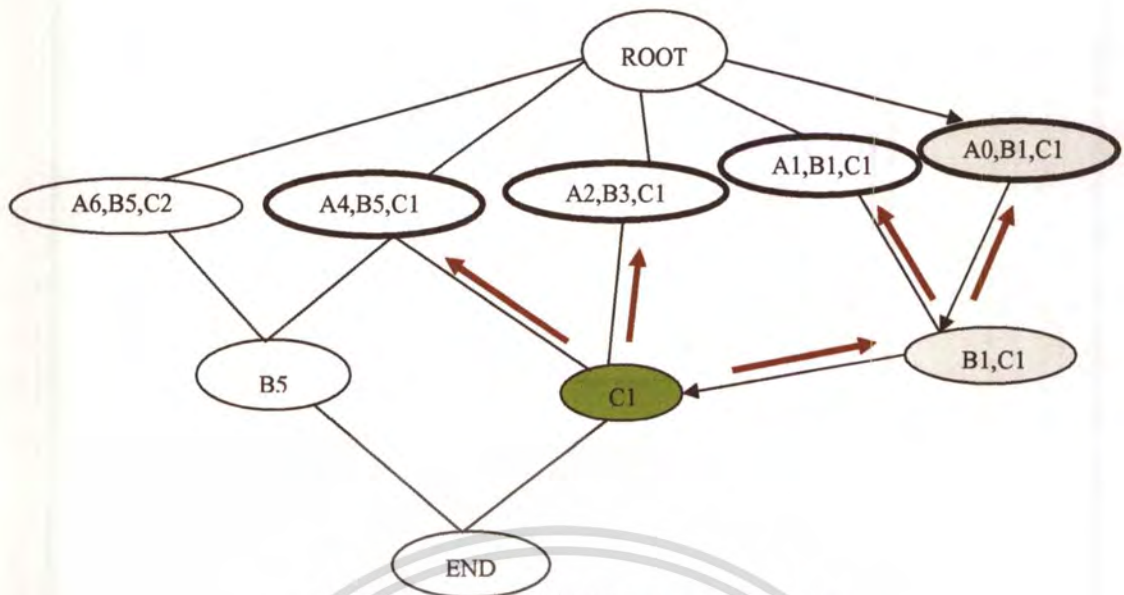 ROOT
A6,B5,C2
A4,B5,C1
A2,B3,C1
A1,B1,C1
A0,B1,C1
B5
C1
B1,C1
END